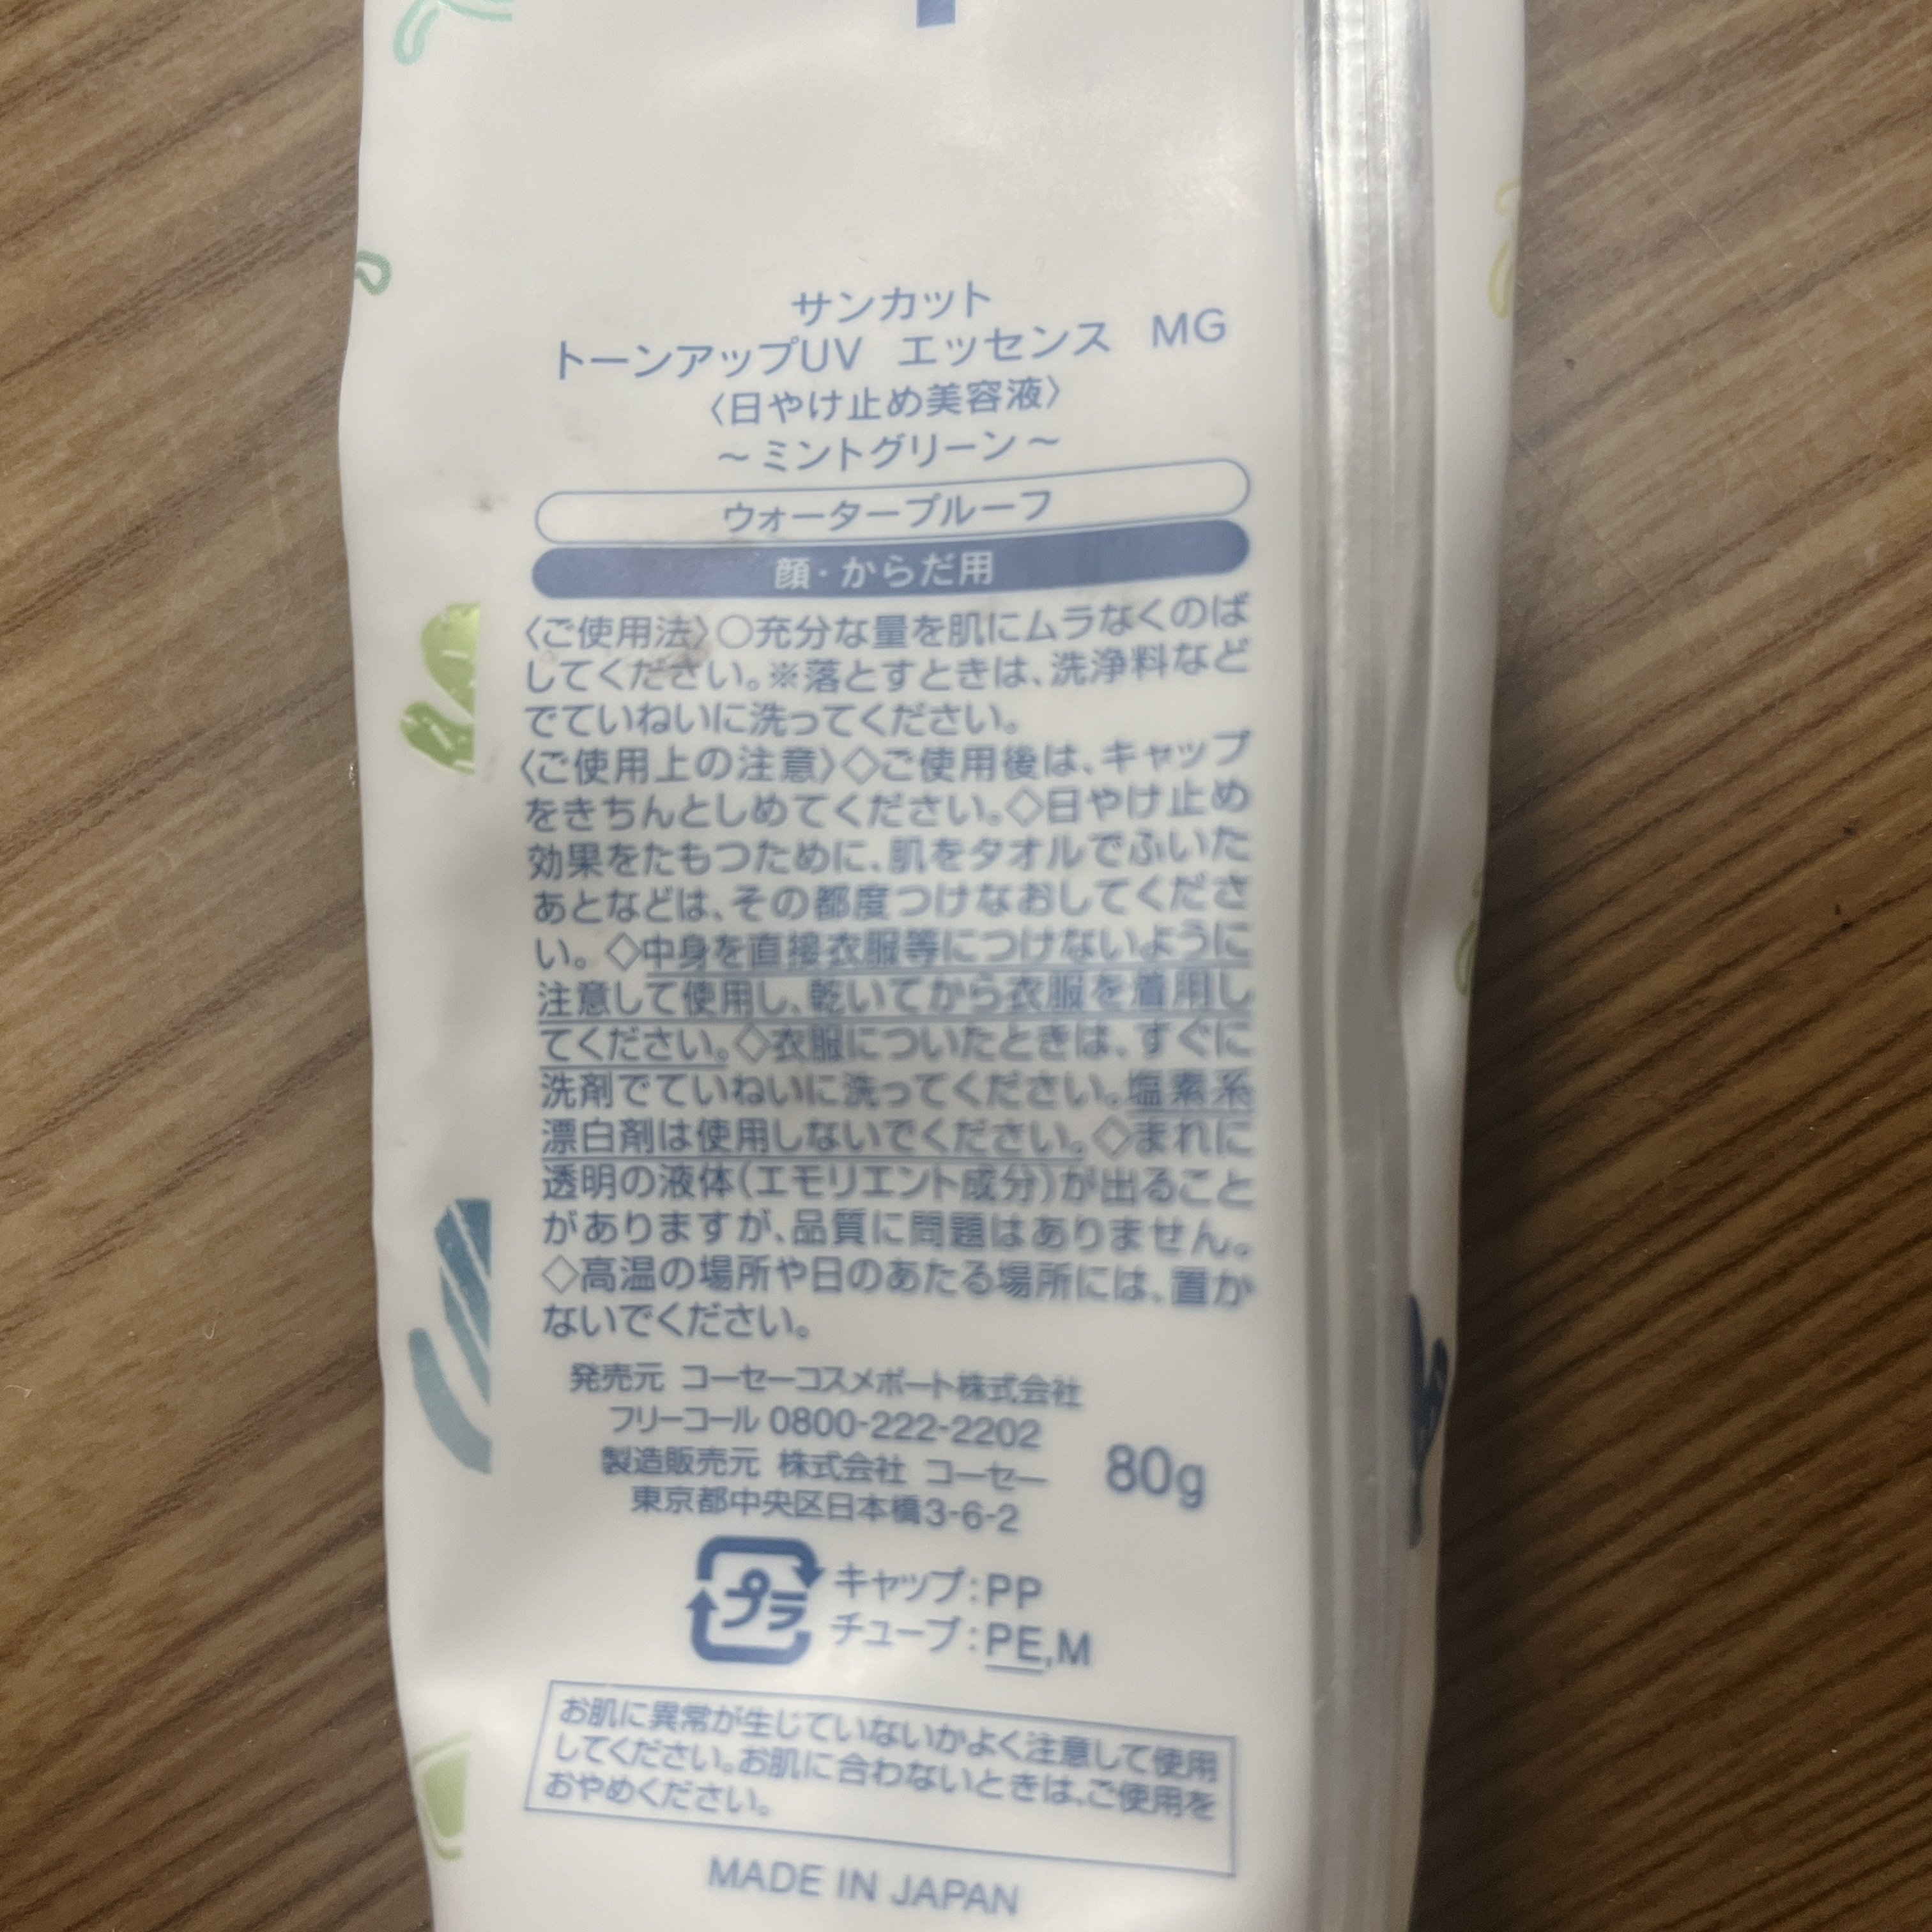 サンカット
トーンアップUV エッセンス MG
〈日やけ止め美容液〉
～ミントグリーン～
ウォータープルーフ
顔・からだ用
〈ご使用法〉○充分な量を肌にムラなくのば
してください。※落とすときは、洗浄料など
でていねいに洗ってください。
〈ご使用上の注意〉◇ご使用後は、キャップ
をきちんとしめてください。◇日やけ止め
効果をたもつために、肌をタオルでふいた
あとなどは、その都度つけなおしてくださ
い。◇中身を直接衣服等につけないように
注意して使用し、乾いてから衣服を着用し
てください。◇衣服についたときは、すぐに
洗剤でていねいに洗ってください。塩素系
漂白剤は使用しないでください。◇まれに
透明の液体(エモリエント成分)が出ること
がありますが、品質に問題はありません。
◇高温の場所や日のあたる場所には、置か
ないでください。
発売元 コーセーコスメポート株式会社
フリーコール 0800-222-2202
製造販売元 株式会社 コーセー
東京都中央区日本橋3-6-2
80g
プラ
キャップ:PP
チューブ:PE,M
お肌に異常が生じていないかよく注意して使用
してください。お肌に合わないときは、ご使用を
おやめください。
MADE IN JAPAN